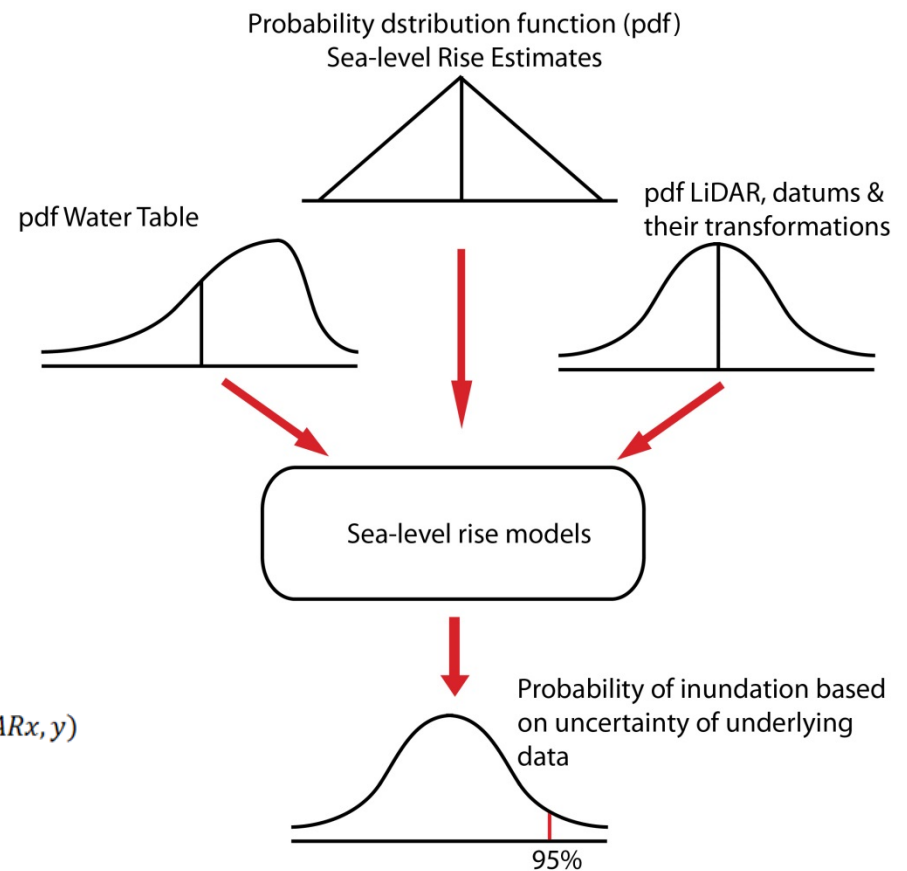 Probability dstribution function (pdf)
Sea-level Rise Estimates
pdf Water Table
pdf LiDAR, datums &
their transformations
Sea-level rise models
Probability of inundation based
on uncertainty of underlying
data
ARx, y)
95%